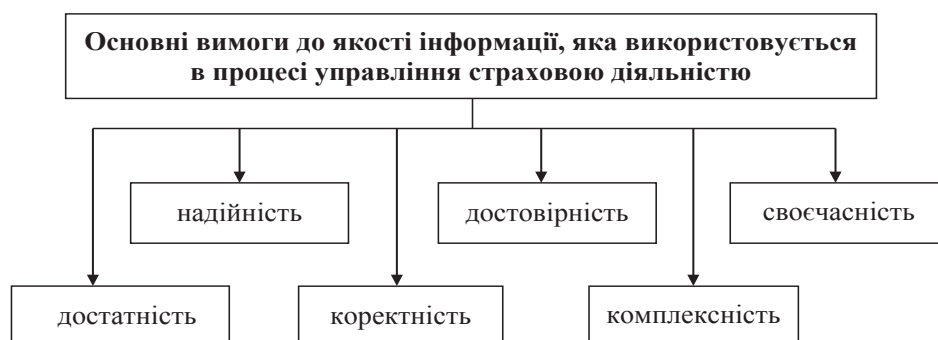 Основні вимоги до якості інформації, яка використовується
в процесі управління страховою діяльністю
надійність
достовірність
своєчасність
достатність
коректність
комплексність